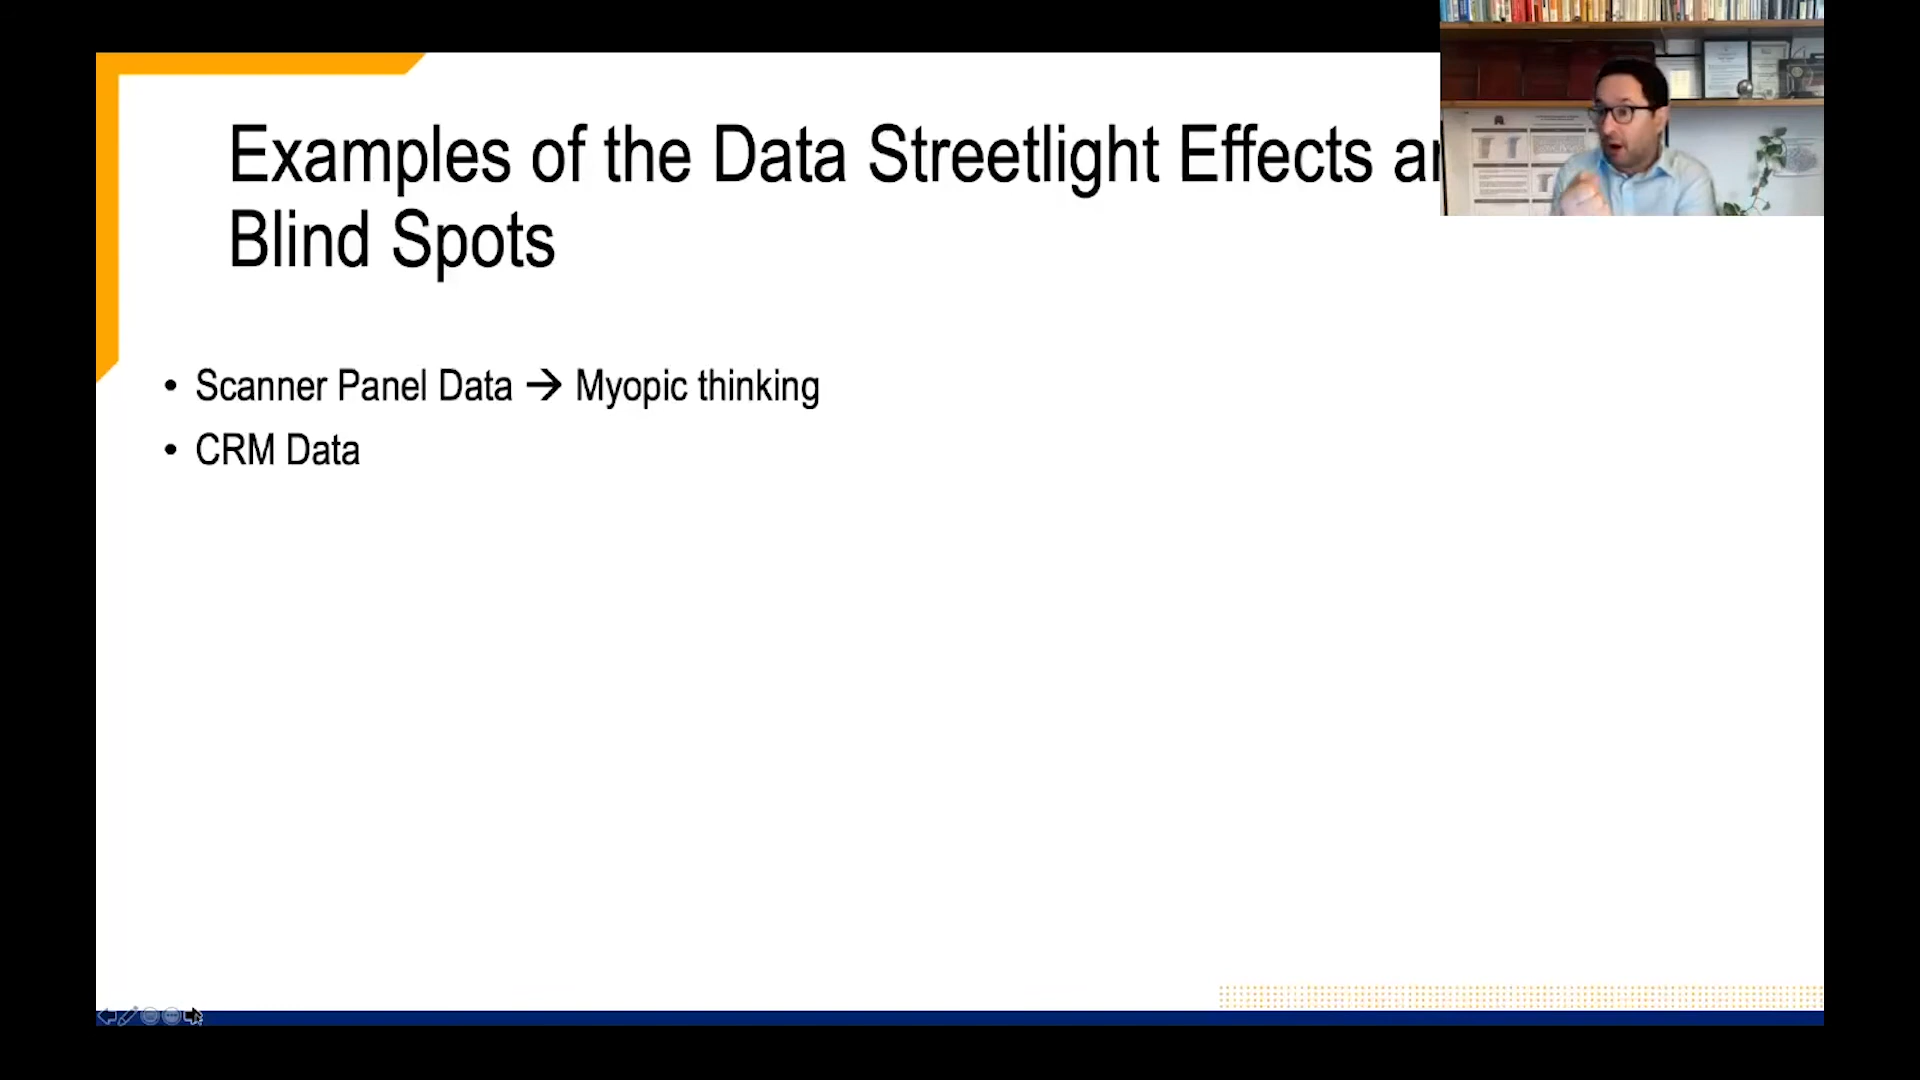 Examples of the Data Streetlight Effects
Blind Spots
• Scanner Panel Data → Myopic thinking
• CRM Data